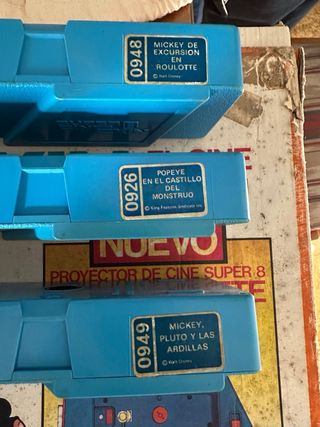 0948
MICKEY DE
EXCURSION
EN
ROULOTTE
© Walt Disney
0926
POPEYE
EN EL CASTILLO
DEL
MONSTRUO
© King Features Syndicate Inc.
NUEVO
PROYECTOR DE CINE SUPER 8
0949
MICKEY,
PLUTO Y LAS
ARDILLAS
© Walt Disney